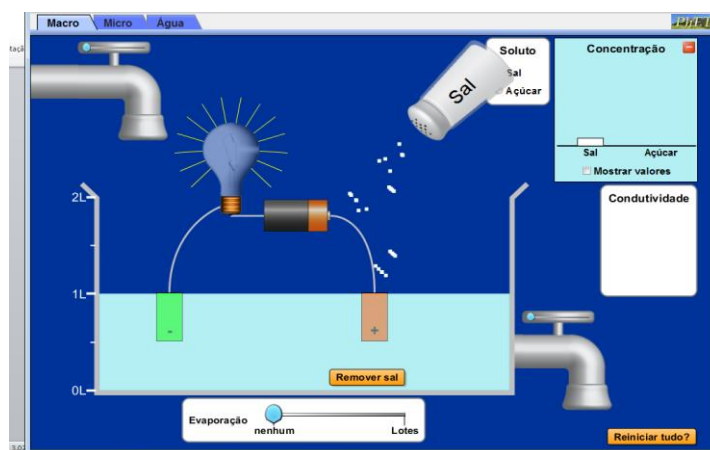 Macro
Micro
Água
Soluto
Sal
Açúcar
Concentração
Sal
Açúcar
Mostrar valores
Sal
Condutividade
2L
1L
0L
-
+
Remover sal
Evaporação
nenhum
Lotes
Reiniciar tudo?